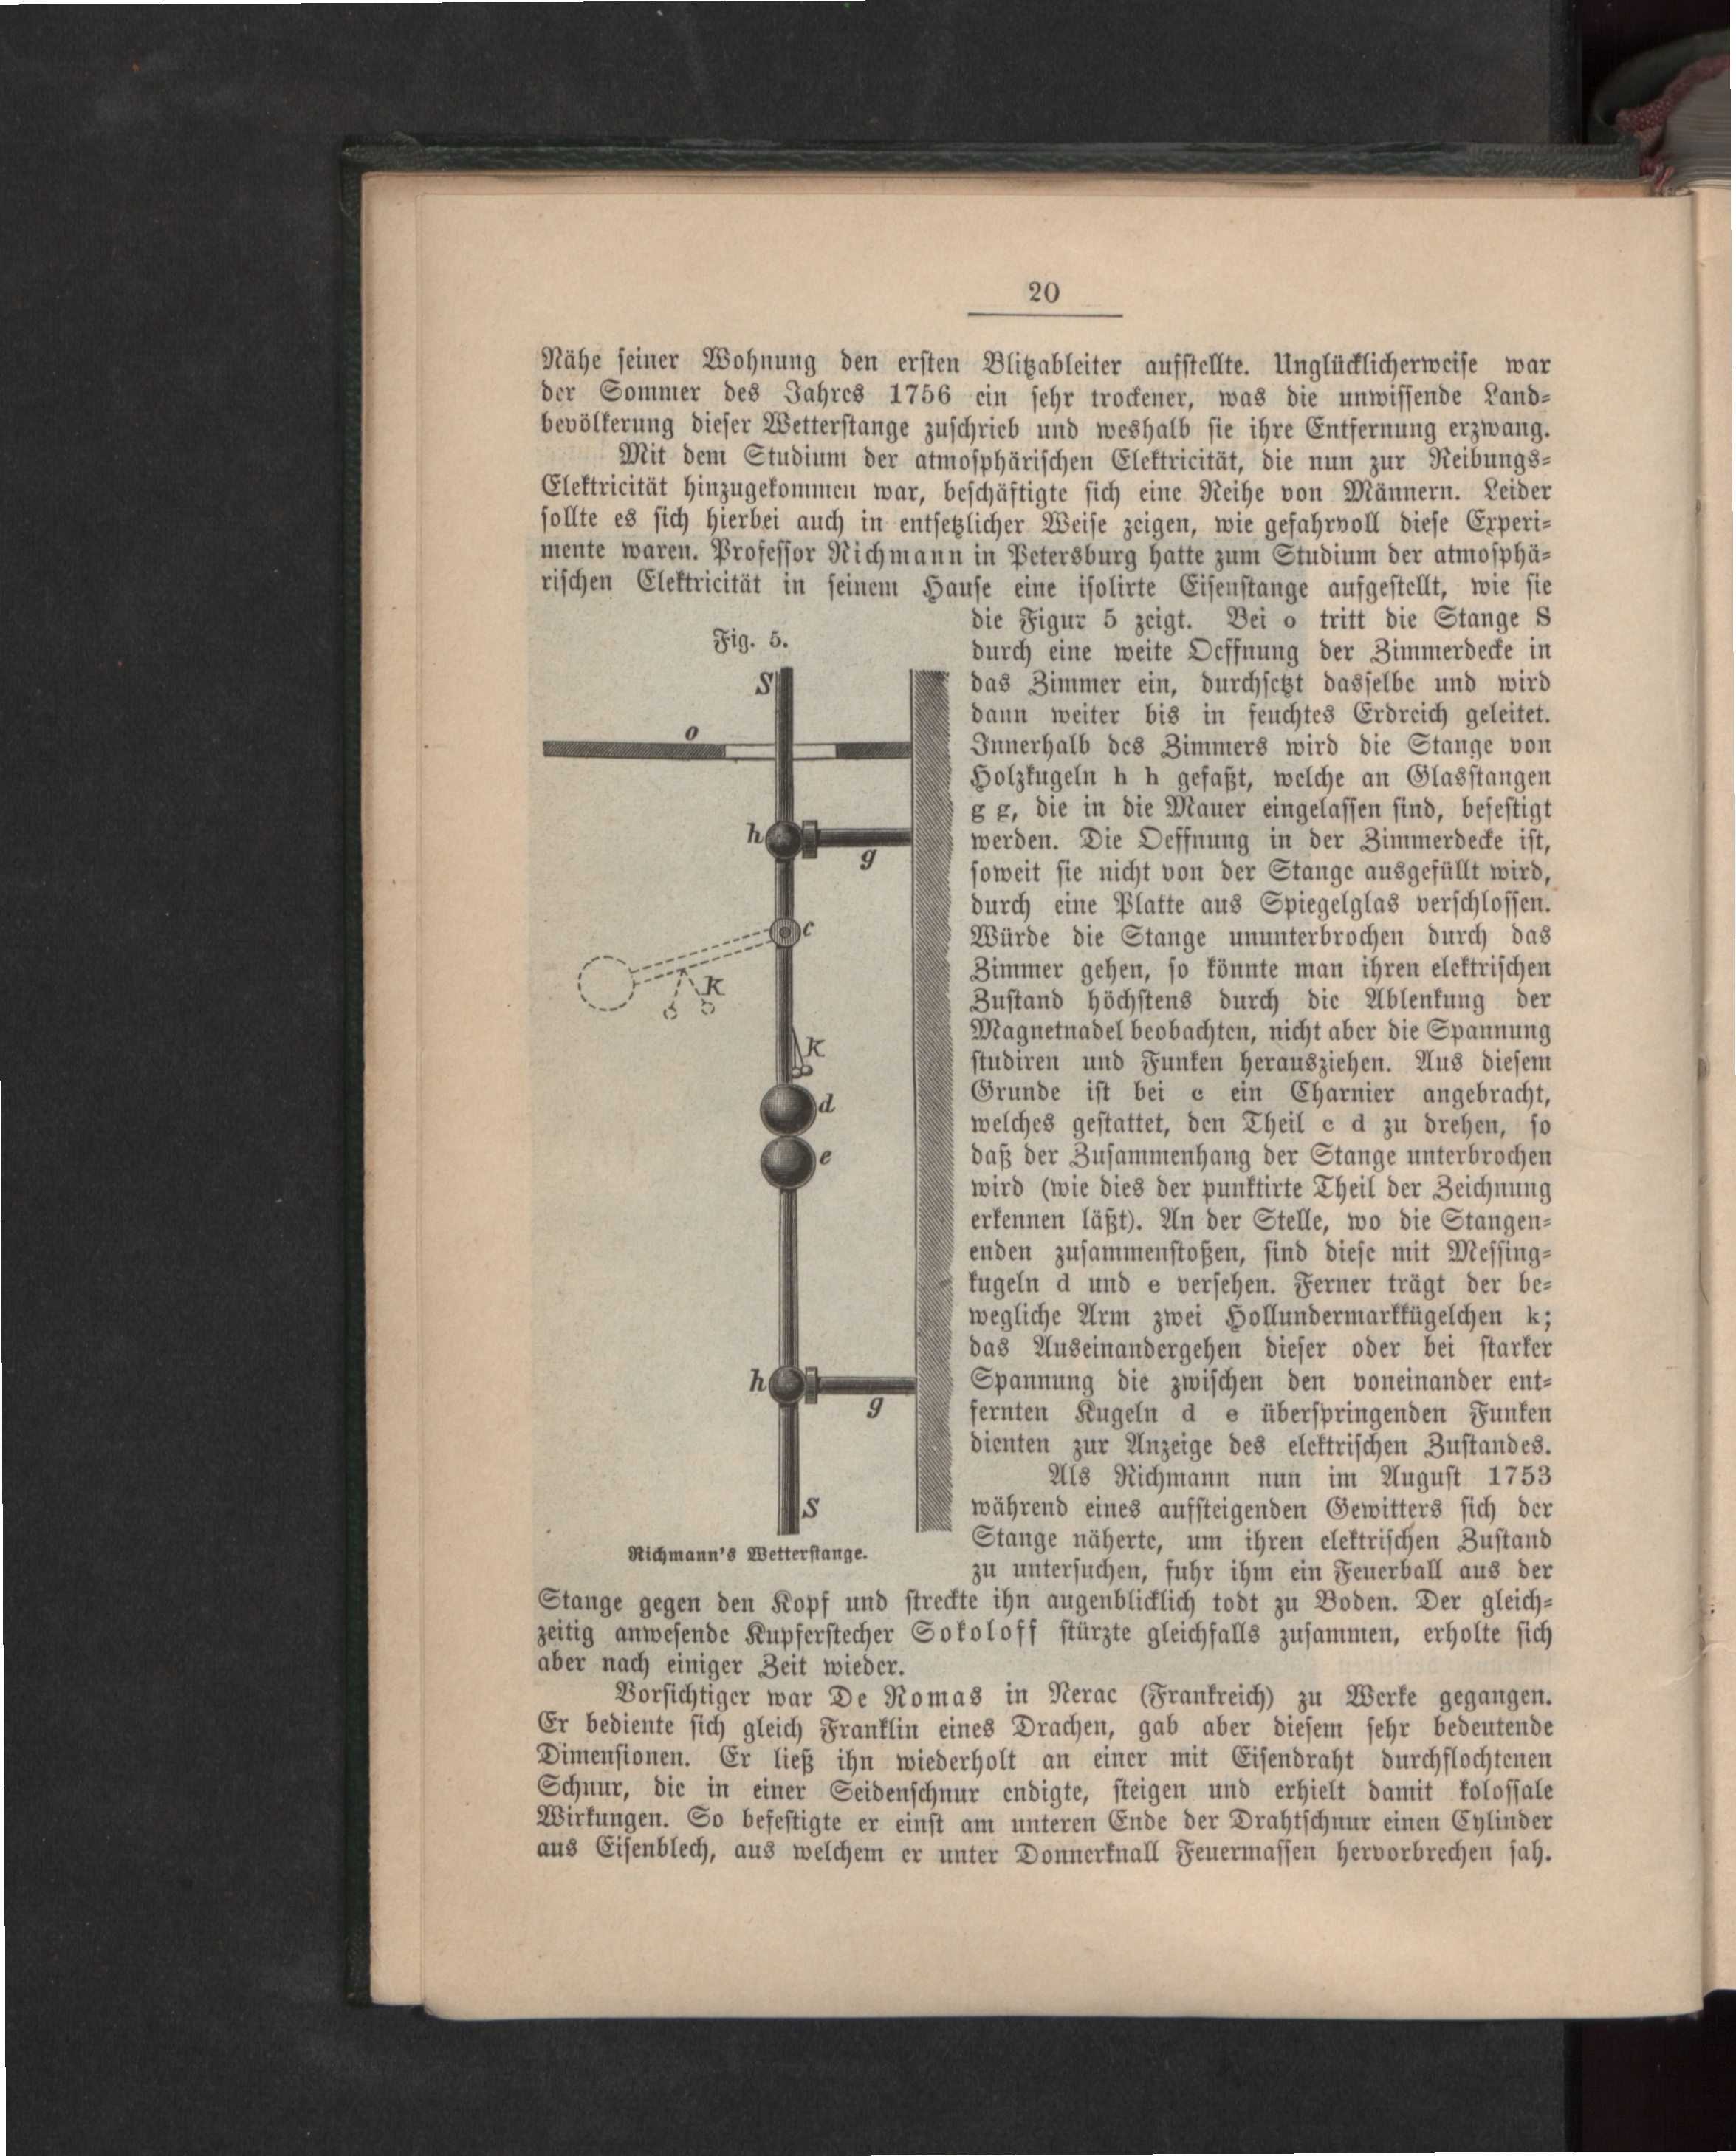 20
Nähe seiner Wohnung den ersten Blitzableiter aufstellte. Unglücklicherweise war
der Sommer des Jahres 1756 ein sehr trockener, was die unwissende Land-
bevölkerung dieser Wetterstange zuschrieb und weshalb sie ihre Entfernung erzwang.
Mit dem Studium der atmosphärischen Elektricität, die nun zur Reibungs-
Elektricität hinzugekommen war, beschäftigte sich eine Reihe von Männern. Leider
sollte es sich hierbei auch in entsetzlicher Weise zeigen, wie gefahrvoll diese Experi-
mente waren. Professor Richmann in Petersburg hatte zum Studium der atmosphä-
rischen Elektricität in seinem Hause eine isolirte Eisenstange aufgestellt, wie sie
die Figur 5 zeigt. Bei o tritt die Stange S
durch eine weite Oeffnung der Zimmerdecke in
das Zimmer ein, durchsetzt dasselbe und wird
dann weiter bis in feuchtes Erdreich geleitet.
Innerhalb des Zimmers wird die Stange von
Holzkugeln h h gefaßt, welche an Glasstangen
g g, die in die Mauer eingelassen sind, befestigt
werden. Die Oeffnung in der Zimmerdecke ist,
soweit sie nicht von der Stange ausgefüllt wird,
durch eine Platte aus Spiegelglas verschlossen.
Würde die Stange ununterbrochen durch das
Zimmer gehen, so könnte man ihren elektrischen
Zustand höchstens durch die Ablenkung der
Magnetnadel beobachten, nicht aber die Spannung
studiren und Funken herausziehen. Aus diesem
Grunde ist bei c ein Charnier angebracht,
welches gestattet, den Theil c d zu drehen, so
daß der Zusammenhang der Stange unterbrochen
wird (wie dies der punktirte Theil der Zeichnung
erkennen läßt). An der Stelle, wo die Stangen-
enden zusammenstoßen, sind diese mit Messing-
kugeln d und e versehen. Ferner trägt der be-
wegliche Arm zwei Hollundermarkkügelchen k;
das Auseinandergehen dieser oder bei starker
Spannung die zwischen den voneinander ent-
fernten Kugeln d e überspringenden Funken
dienten zur Anzeige des elektrischen Zustandes.
Als Richmann nun im August 1753
während eines aufsteigenden Gewitters sich der
Stange näherte, um ihren elektrischen Zustand
zu untersuchen, fuhr ihm ein Feuerball aus der
Fig. 5.
S
o
h
g
c
K
K
d
e
h
g
S
Richmann's Wetterstange.
Stange gegen den Kopf und streckte ihn augenblicklich todt zu Boden. Der gleich-
zeitig anwesende Kupferstecher Sokoloff stürzte gleichfalls zusammen, erholte sich
aber nach einiger Zeit wieder.
Vorsichtiger war De Romas in Nerac (Frankreich) zu Werke gegangen.
Er bediente sich gleich Franklin eines Drachen, gab aber diesem sehr bedeutende
Dimensionen. Er ließ ihn wiederholt an einer mit Eisendraht durchflochtenen
Schnur, die in einer Seidenschnur endigte, steigen und erhielt damit kolossale
Wirkungen. So befestigte er einst am unteren Ende der Drahtschnur einen Cylinder
aus Eisenblech, aus welchem er unter Donnerknall Feuermassen hervorbrechen sah.